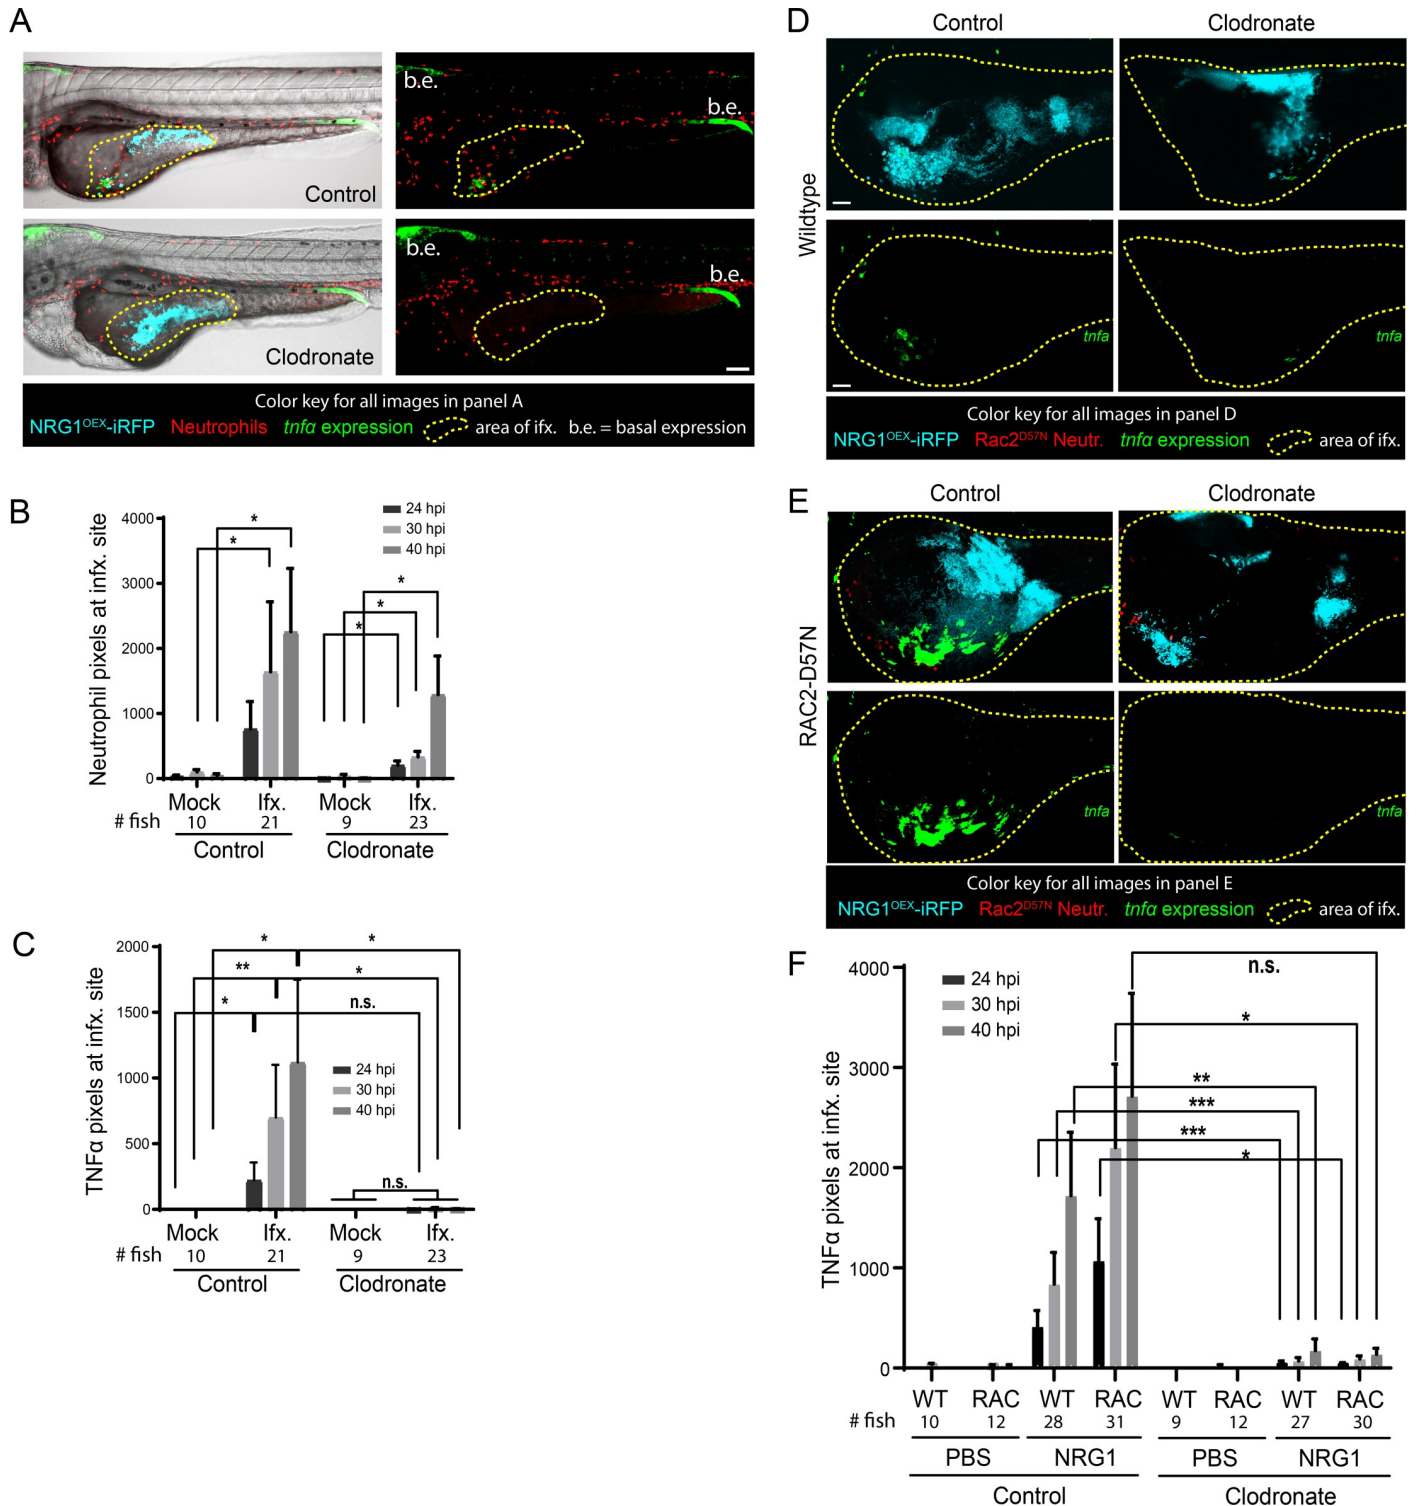 A
b.e.
b.e.
Control
b.e.
b.e.
Clodronate
Color key for all images in panel A
NRG1OEX-iRFP Neutrophils tnfα expression area of ifx. b.e. = basal expression
B
Neutrophil pixels at infx. site
4000
3000
2000
1000
0
24 hpi
30 hpi
40 hpi
*
*
*
*
*
Mock Ifx. Mock Ifx.
# fish 10 21 9 23
Control Clodronate
C
TNFα pixels at infx. site
2000
1500
1000
500
0
* *
** *
* n.s.
24 hpi
30 hpi
40 hpi
n.s.
Mock Ifx. Mock Ifx.
# fish 10 21 9 23
Control Clodronate
D
Control Clodronate
Wildtype
tnfa tnfa
Color key for all images in panel D
NRG1OEX-iRFP Rac2D57N Neutr. tnfα expression area of ifx.
E
Control Clodronate
RAC2-D57N
tnfa tnfa
Color key for all images in panel E
NRG1OEX-iRFP Rac2D57N Neutr. tnfα expression area of ifx.
F
TNFα pixels at infx. site
4000
3000
2000
1000
0
24 hpi
30 hpi
40 hpi
n.s.
*
**
***
***
*
WT RAC WT RAC WT RAC WT RAC
# fish 10 12 28 31 9 12 27 30
PBS NRG1 PBS NRG1
Control Clodronate